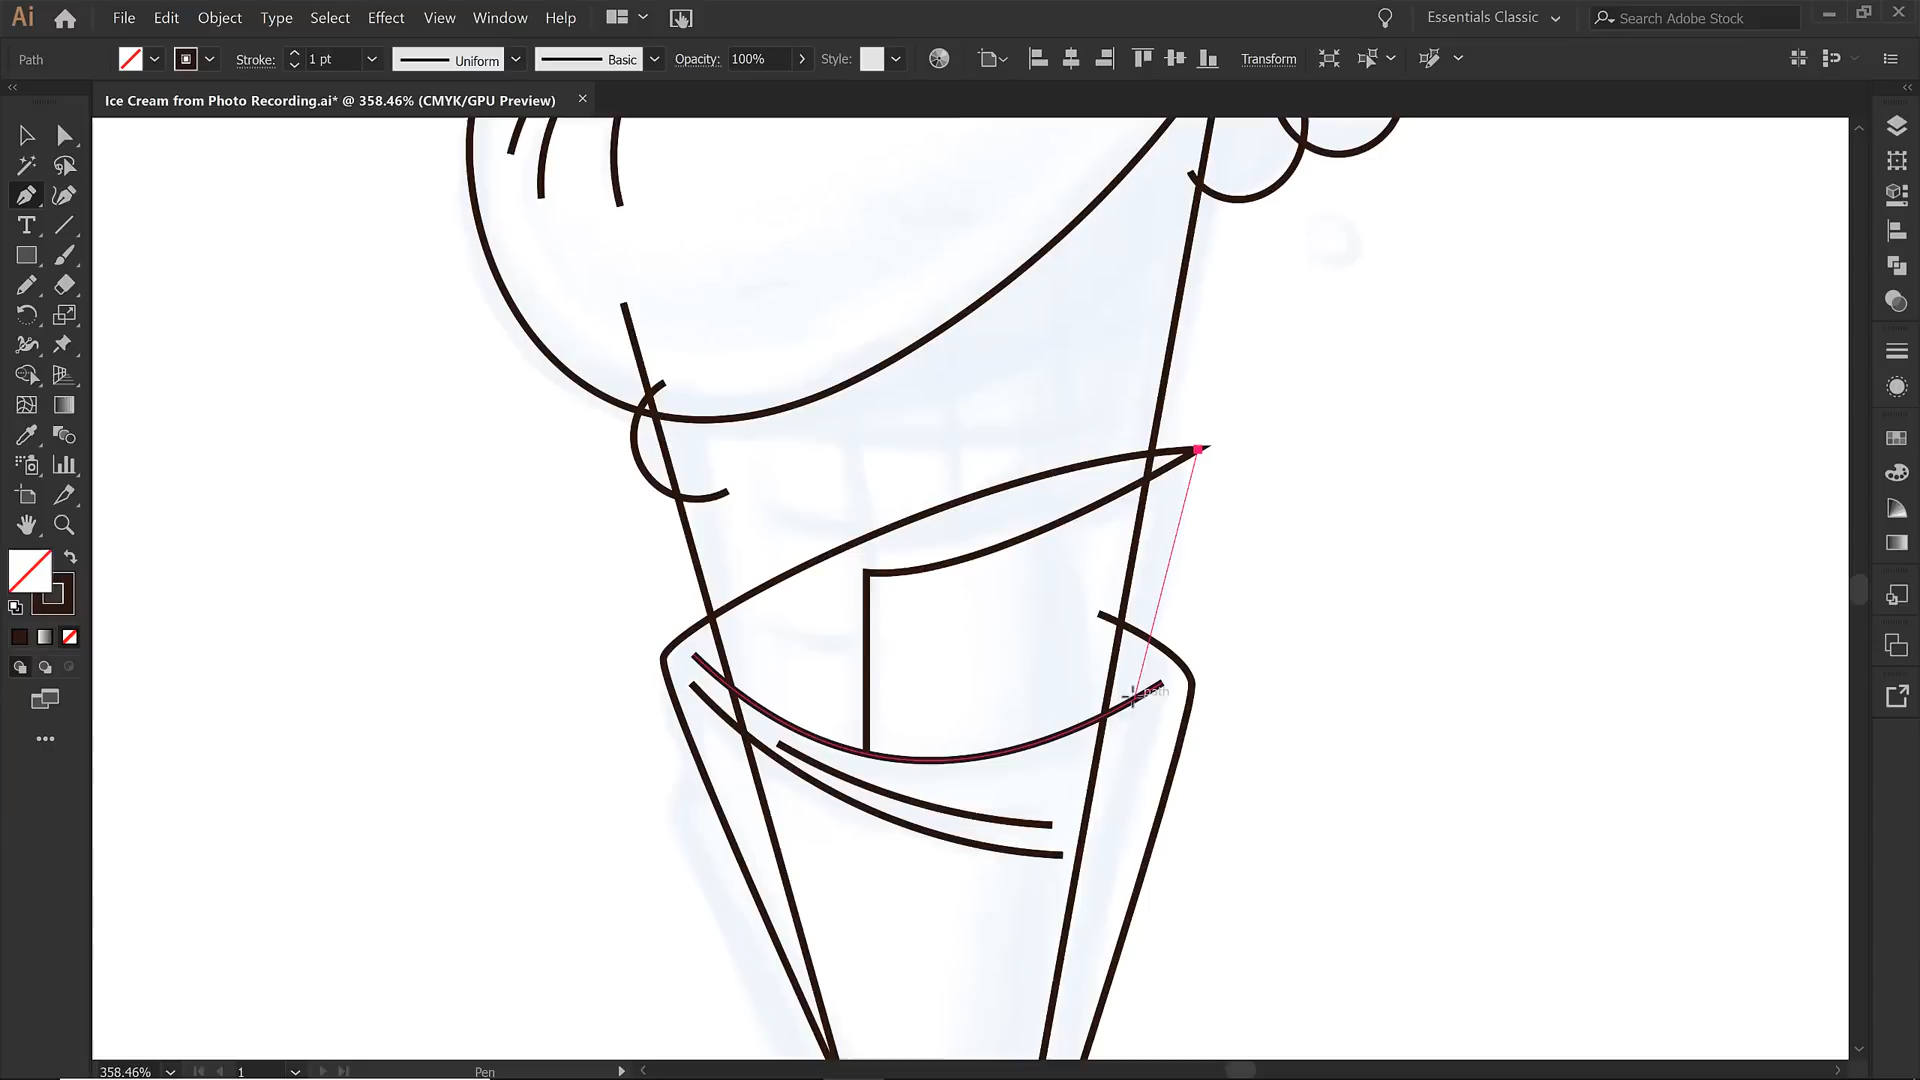 Ai File Edit Object Type Select Effect View Window Help Essentials Classic Search Adobe Stock
Path Stroke: 1 pt Uniform Basic Opacity: 100% Style: Transform
Ice Cream from Photo Recording.ai* @ 358.46% (CMYK/GPU Preview)
path
358.46% 1 Pen